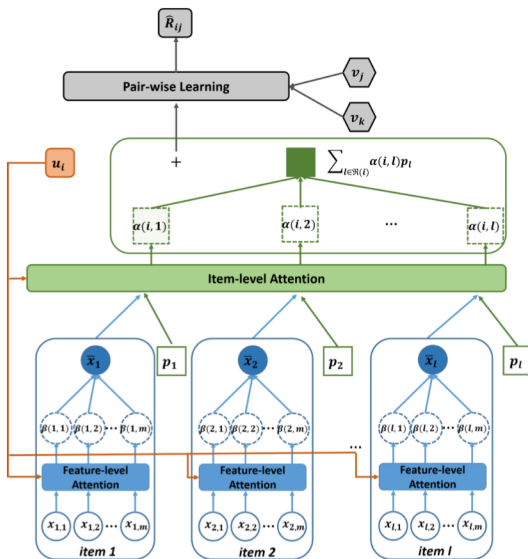 R̂ᵢⱼ
Pair-wise Learning
vⱼ
vₖ
uᵢ
+
∑_{l∈ℜ(i)} α(i, l)pₗ
α(i, 1)
α(i, 2)
...
α(i, l)
Item-level Attention
x̄₁
p₁
x̄₂
p₂
x̄ₗ
pₗ
β(1, 1) β(1, 2) ... β(1, m)
β(2, 1) β(2, 2) ... β(2, m)
β(l, 1) β(l, 2) ... β(l, m)
...
Feature-level
Attention
Feature-level
Attention
Feature-level
Attention
x₁,₁ x₁,₂ ... x₁,ₘ
x₂,₁ x₂,₂ ... x₂,ₘ
xₗ,₁ xₗ,₂ ... xₗ,ₘ
item 1
item 2
item l